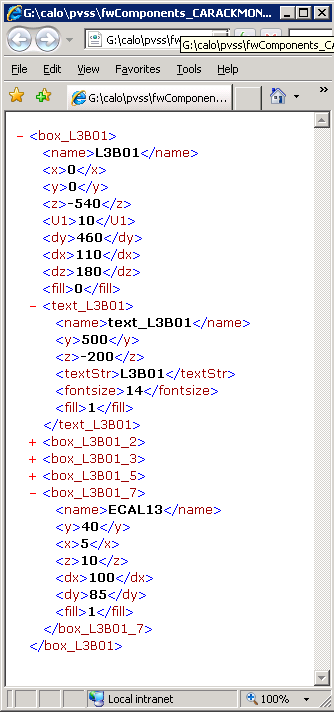 G:\calo\pvss\fwComponents_CARACKMON...
G:\calo\pvss\fw
G:\calo\pvss\fwComponents_CA
File Edit View Favorites Tools Help
G:\calo\pvss\fwComponen...
- <box_L3B01>
<name>L3B01</name>
<x>0</x>
<y>0</y>
<z>-540</z>
<U1>10</U1>
<dy>460</dy>
<dx>110</dx>
<dz>180</dz>
<fill>0</fill>
- <text_L3B01>
<name>text_L3B01</name>
<y>500</y>
<z>-200</z>
<textStr>L3B01</textStr>
<fontsize>14</fontsize>
<fill>1</fill>
</text_L3B01>
+ <box_L3B01_2>
+ <box_L3B01_3>
+ <box_L3B01_5>
- <box_L3B01_7>
<name>ECAL13</name>
<y>40</y>
<x>5</x>
<z>10</z>
<dx>100</dx>
<dy>85</dy>
<fill>1</fill>
</box_L3B01_7>
</box_L3B01>
Local intranet 100%